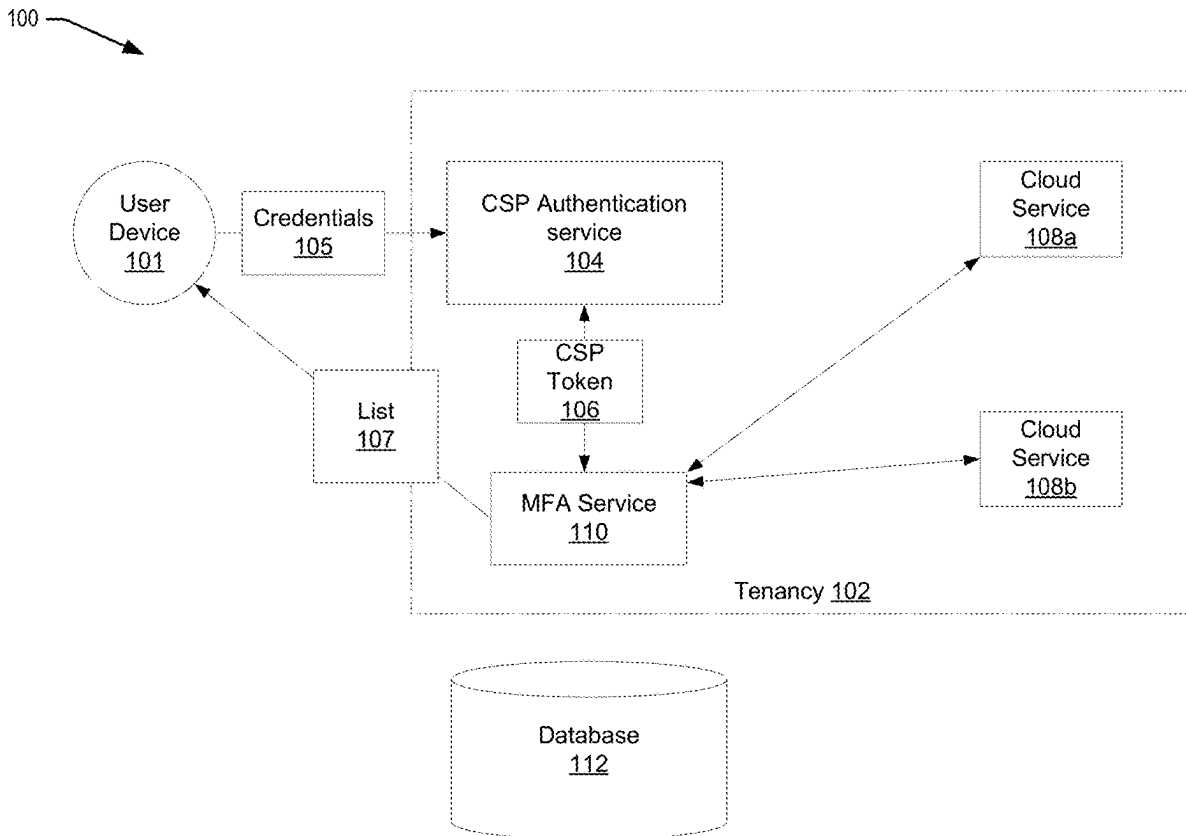 100
User
Device
101
Credentials
105
CSP Authentication
service
104
Cloud
Service
108a
CSP
Token
106
List
107
Cloud
Service
108b
MFA Service
110
Tenancy 102
Database
112